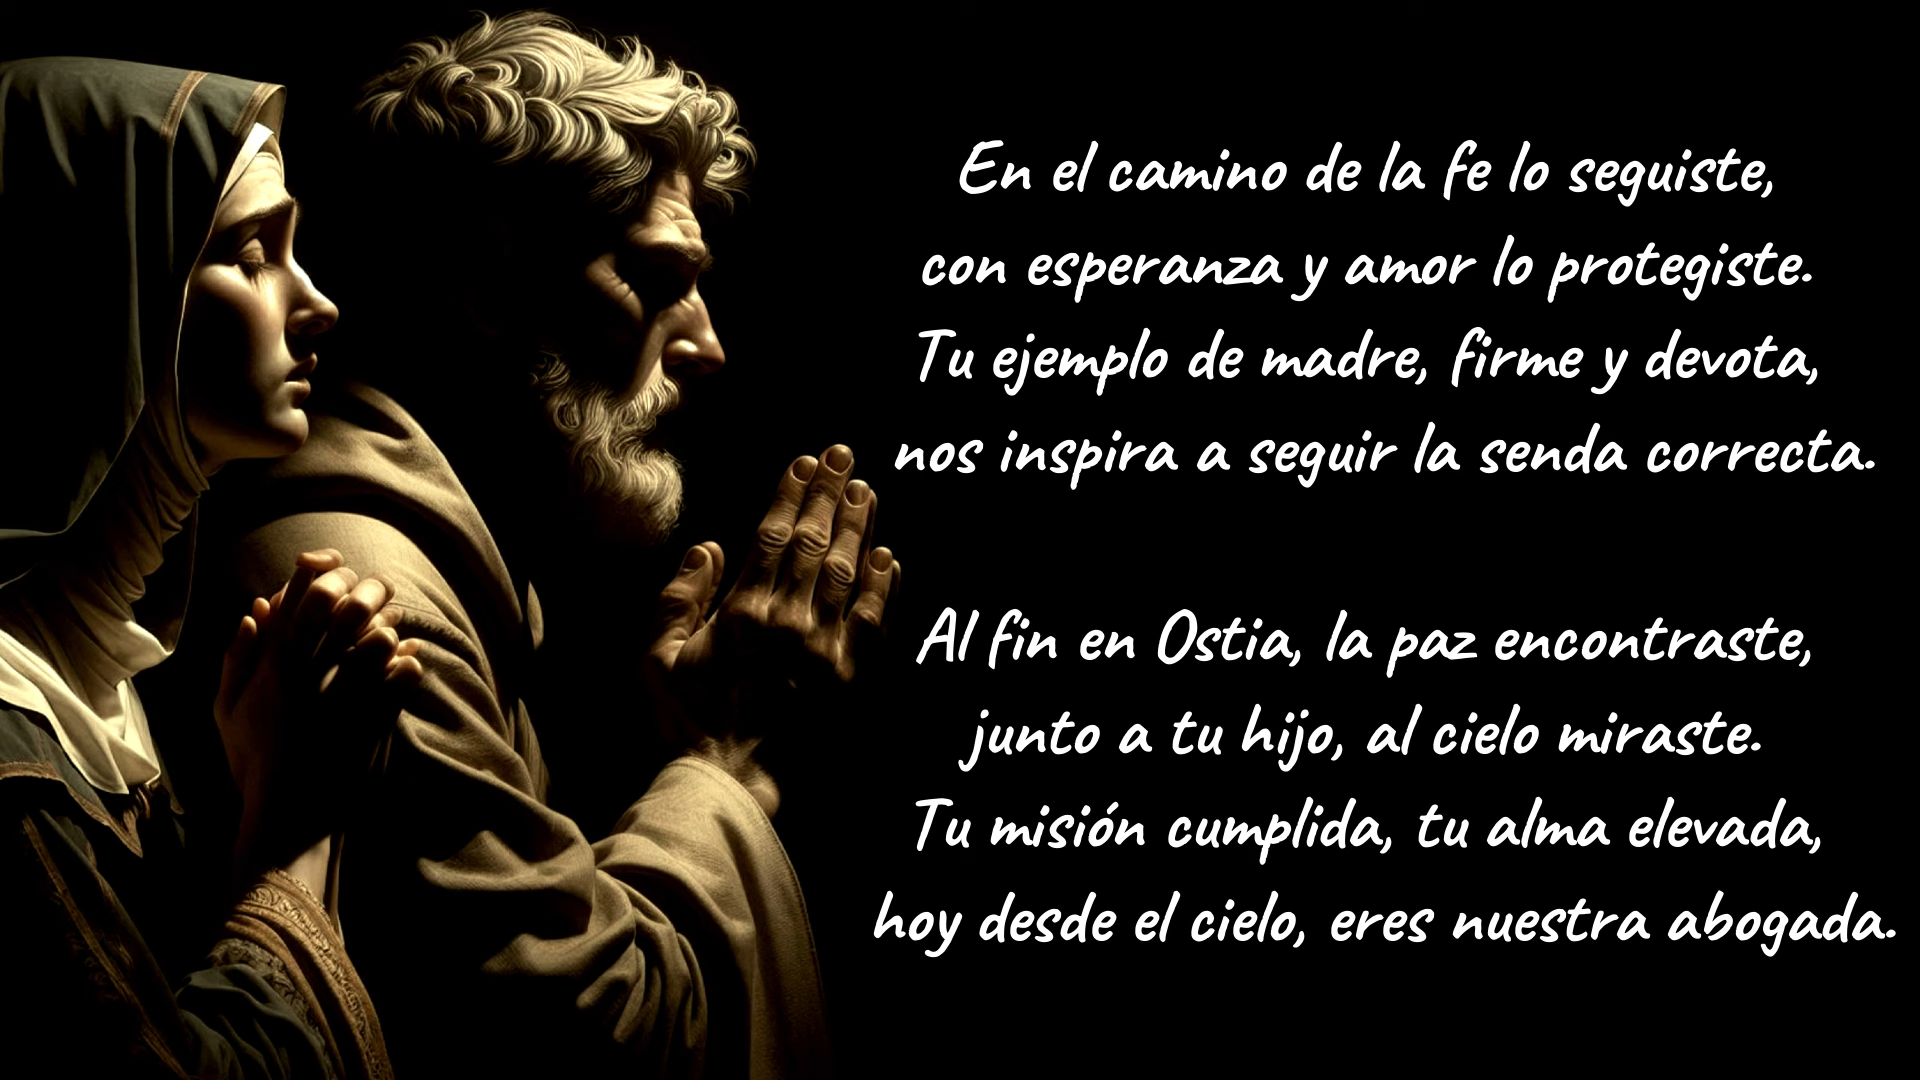 En el camino de la fe lo seguiste,
con esperanza y amor lo protegiste.
Tu ejemplo de madre, firme y devota,
nos inspira a seguir la senda correcta.
Al fin en Ostia, la paz encontraste,
junto a tu hijo, al cielo miraste.
Tu misión cumplida, tu alma elevada,
hoy desde el cielo, eres nuestra abogada.